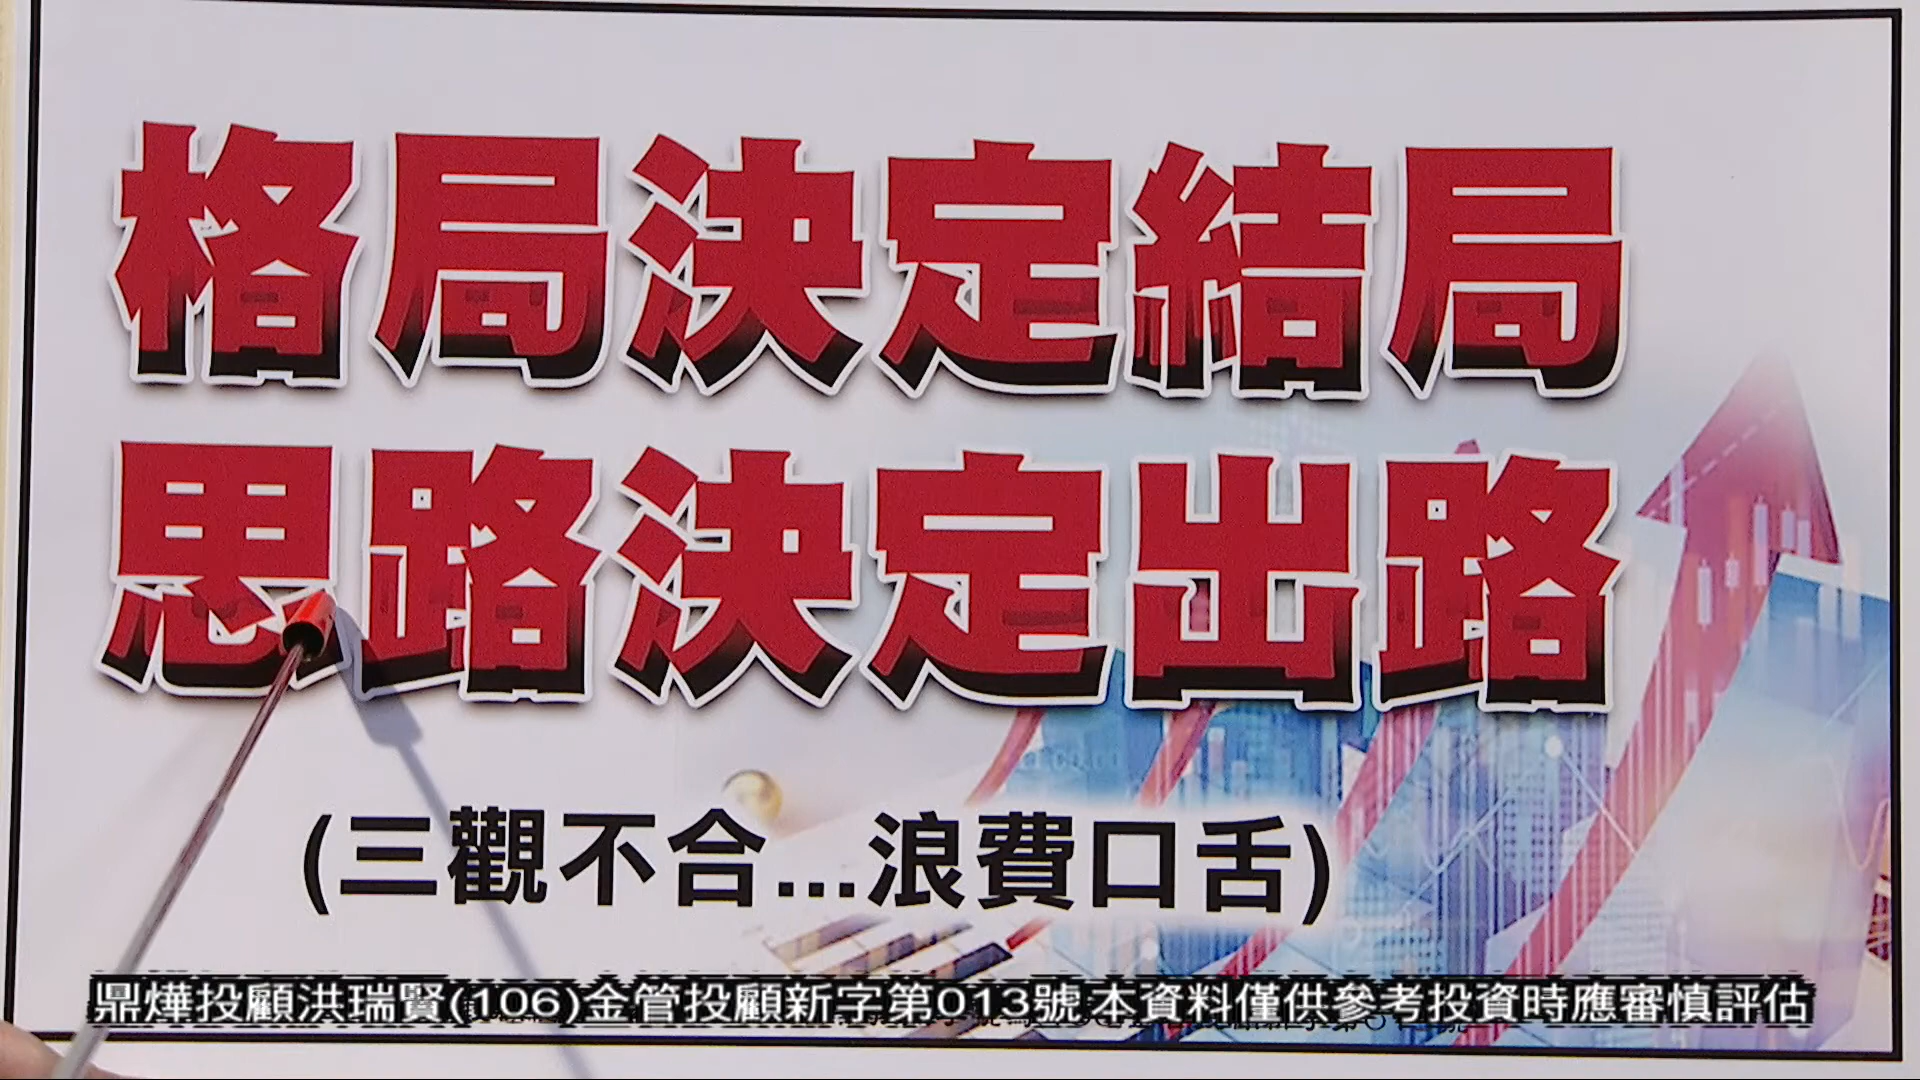 格局決定結局
思路決定出路
(三觀不合...浪費口舌)
鼎燁投顧洪瑞賢(106)金管投顧新字第013號本資料僅供參考投資時應審慎評估